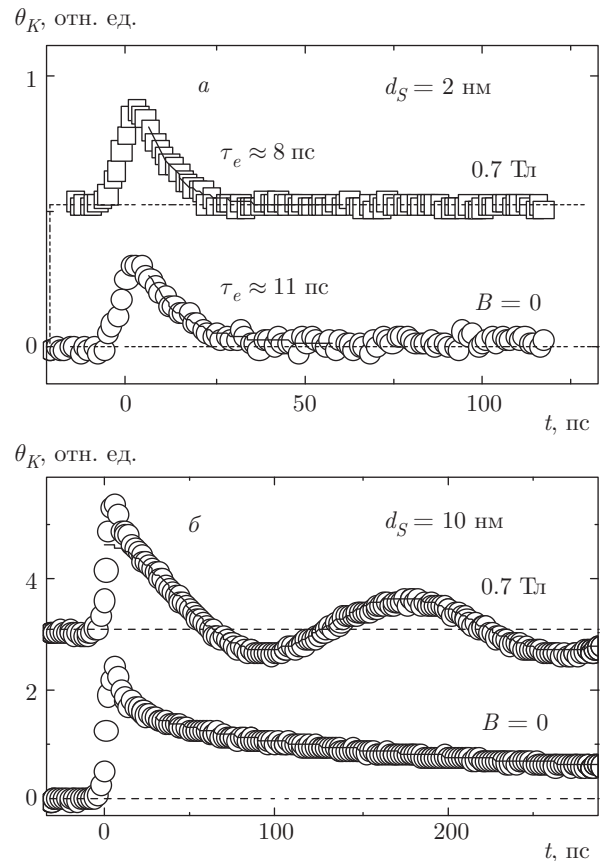 θ_K, отн. ед.
1
а
d_S = 2 нм
τ_e ≈ 8 пс
0.7 Тл
τ_e ≈ 11 пс
B = 0
0
0 50 100
t, пс
θ_K, отн. ед.
б
d_S = 10 нм
4
0.7 Тл
2
B = 0
0
0 100 200
t, пс